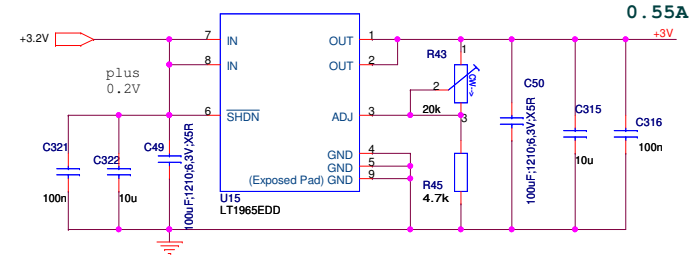 0.55A
+3.2V
+3V
7
IN
OUT
1
8
IN
OUT
2
plus
0.2V
R43
1
2
CW-->
20k
3
6
SHDN
ADJ
3
C50
C315
C316
100n
10u
100uF;1210;6,3V;X5R
C321
C322
C49
100n
10u
100uF;1210;6,3V;X5R
GND
4
GND
5
(Exposed Pad) GND
9
R45
4.7k
U15
LT1965EDD